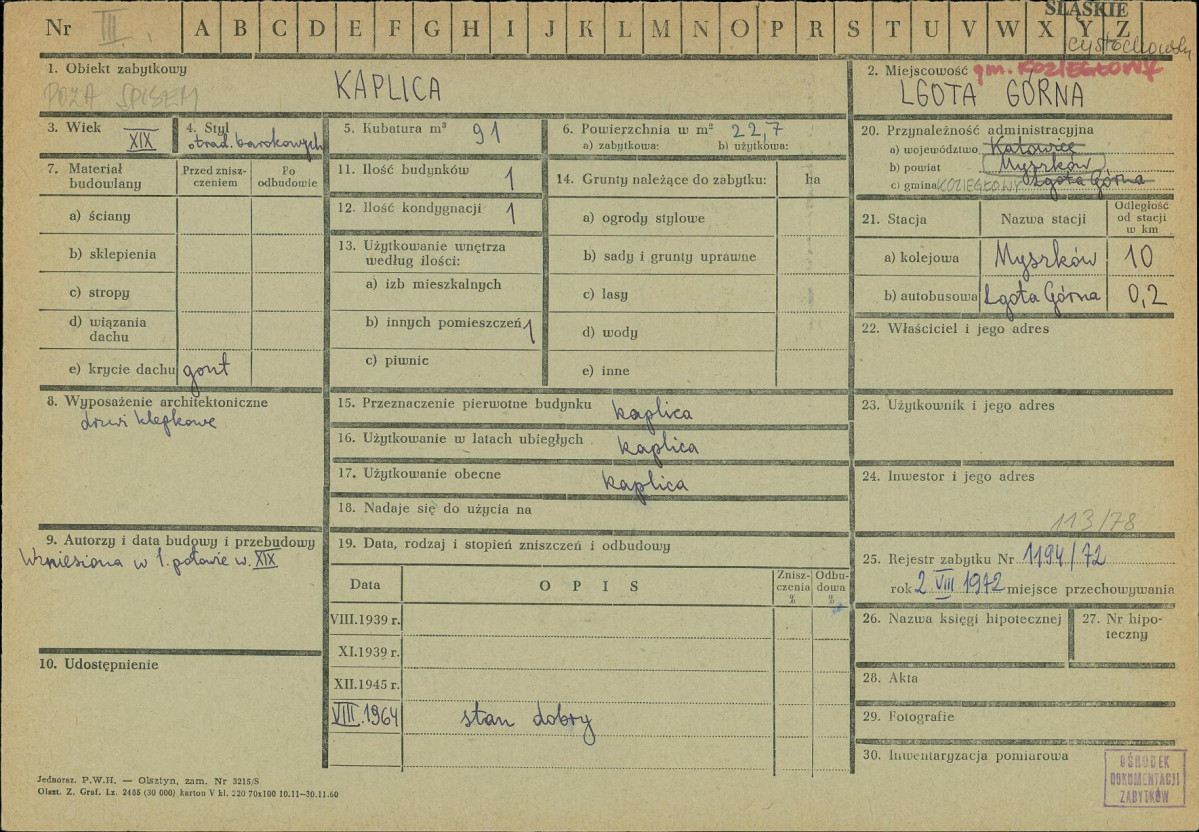 ŚLĄSKIE
Nr III. A B C D E F G H I J K L M N O P R S T U V W X Y Z
częstochowski
1. Obiekt zabytkowy
POZA SPISEM
KAPLICA
2. Miejscowość gm. KOZIEGŁOWY
LGOTA GÓRNA
3. Wiek XIX
4. Styl
o trad. barokowych
5. Kubatura m³ 91
6. Powierzchnia w m² 22,7
a) zabytkowa: b) użytkowa:
7. Materiał budowlany
Przed znisz-
czeniem
Po
odbudowie
a) ściany
b) sklepienia
c) stropy
d) wiązania
dachu
e) krycie dachu gont
11. Ilość budynków 1
12. Ilość kondygnacji 1
13. Użytkowanie wnętrza
według ilości:
a) izb mieszkalnych
b) innych pomieszczeń 1
c) piwnic
14. Grunty należące do zabytku: ha
a) ogrody stylowe
b) sady i grunty uprawne
c) lasy
d) wody
e) inne
20. Przynależność administracyjna
a) województwo Katowice
b) powiat Myszków
c) gmina KOZIEGŁOWY Lgota Górna
21. Stacja Nazwa stacji
Odległość
od stacji
w km
a) kolejowa Myszków 10
b) autobusowa Lgota Górna 0,2
22. Właściciel i jego adres
8. Wyposażenie architektoniczne
drzwi klepkowe
15. Przeznaczenie pierwotne budynku kaplica
16. Użytkowanie w latach ubiegłych kaplica
17. Użytkowanie obecne kaplica
18. Nadaje się do użycia na
23. Użytkownik i jego adres
24. Inwestor i jego adres
113/78
9. Autorzy i data budowy i przebudowy
Wzniesiona w 1. połowie w. XIX
10. Udostępnienie
19. Data, rodzaj i stopień zniszczeń i odbudowy
Data OPIS
Znisz-
czenia
%
Odbu-
dowa
%
VIII.1939 r.
XI.1939 r.
XII.1945 r.
VIII.1964 stan dobry
25. Rejestr zabytku Nr 1194/72
rok 2 VIII 1972 miejsce przechowywania
26. Nazwa księgi hipotecznej
27. Nr hipo-
teczny
28. Akta
29. Fotografie
30. Inwentaryzacja pomiarowa
OŚRODEK
DOKUMENTACJI
ZABYTKÓW
Jednoraz. P.W.H. — Olsztyn, zam. Nr 3215/S
Olszt. Z. Graf. Lz. 2466 (30 000) karton V kl. 220 70x100 10.11—30.11.60